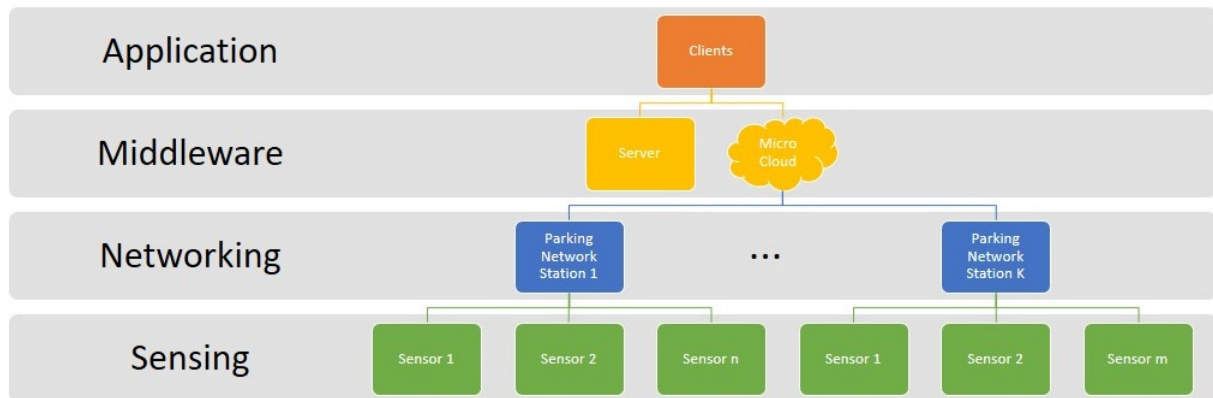 Application
Clients
Middleware
Server
Micro
Cloud
Networking
Parking
Network
Station 1
...
Parking
Network
Station K
Sensing
Sensor 1
Sensor 2
Sensor n
Sensor 1
Sensor 2
Sensor m